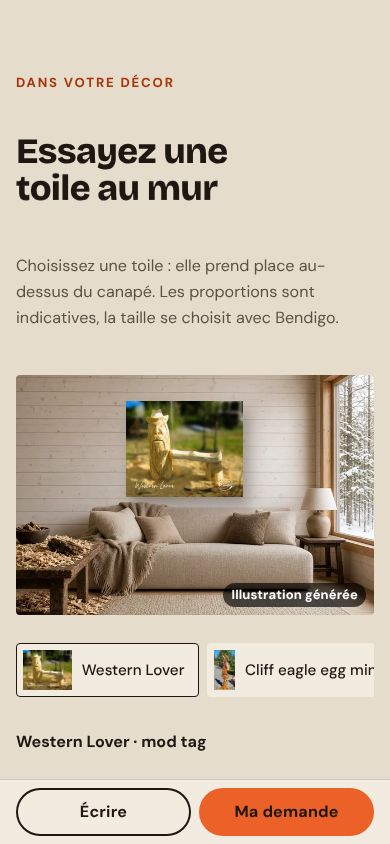 DANS VOTRE DÉCOR
Essayez une
toile au mur
Choisissez une toile : elle prend place au-
dessus du canapé. Les proportions sont
indicatives, la taille se choisit avec Bendigo.
Western Lover
Illustration générée
Western Lover
Cliff eagle egg min
Western Lover · mod tag
Écrire
Ma demande